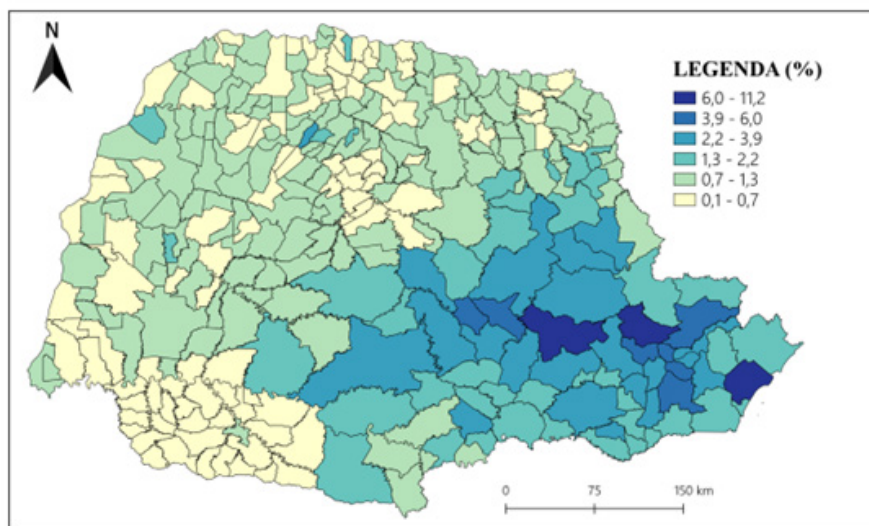 N
LEGENDA (%)
6,0 - 11,2
3,9 - 6,0
2,2 - 3,9
1,3 - 2,2
0,7 - 1,3
0,1 - 0,7
0 75 150 km